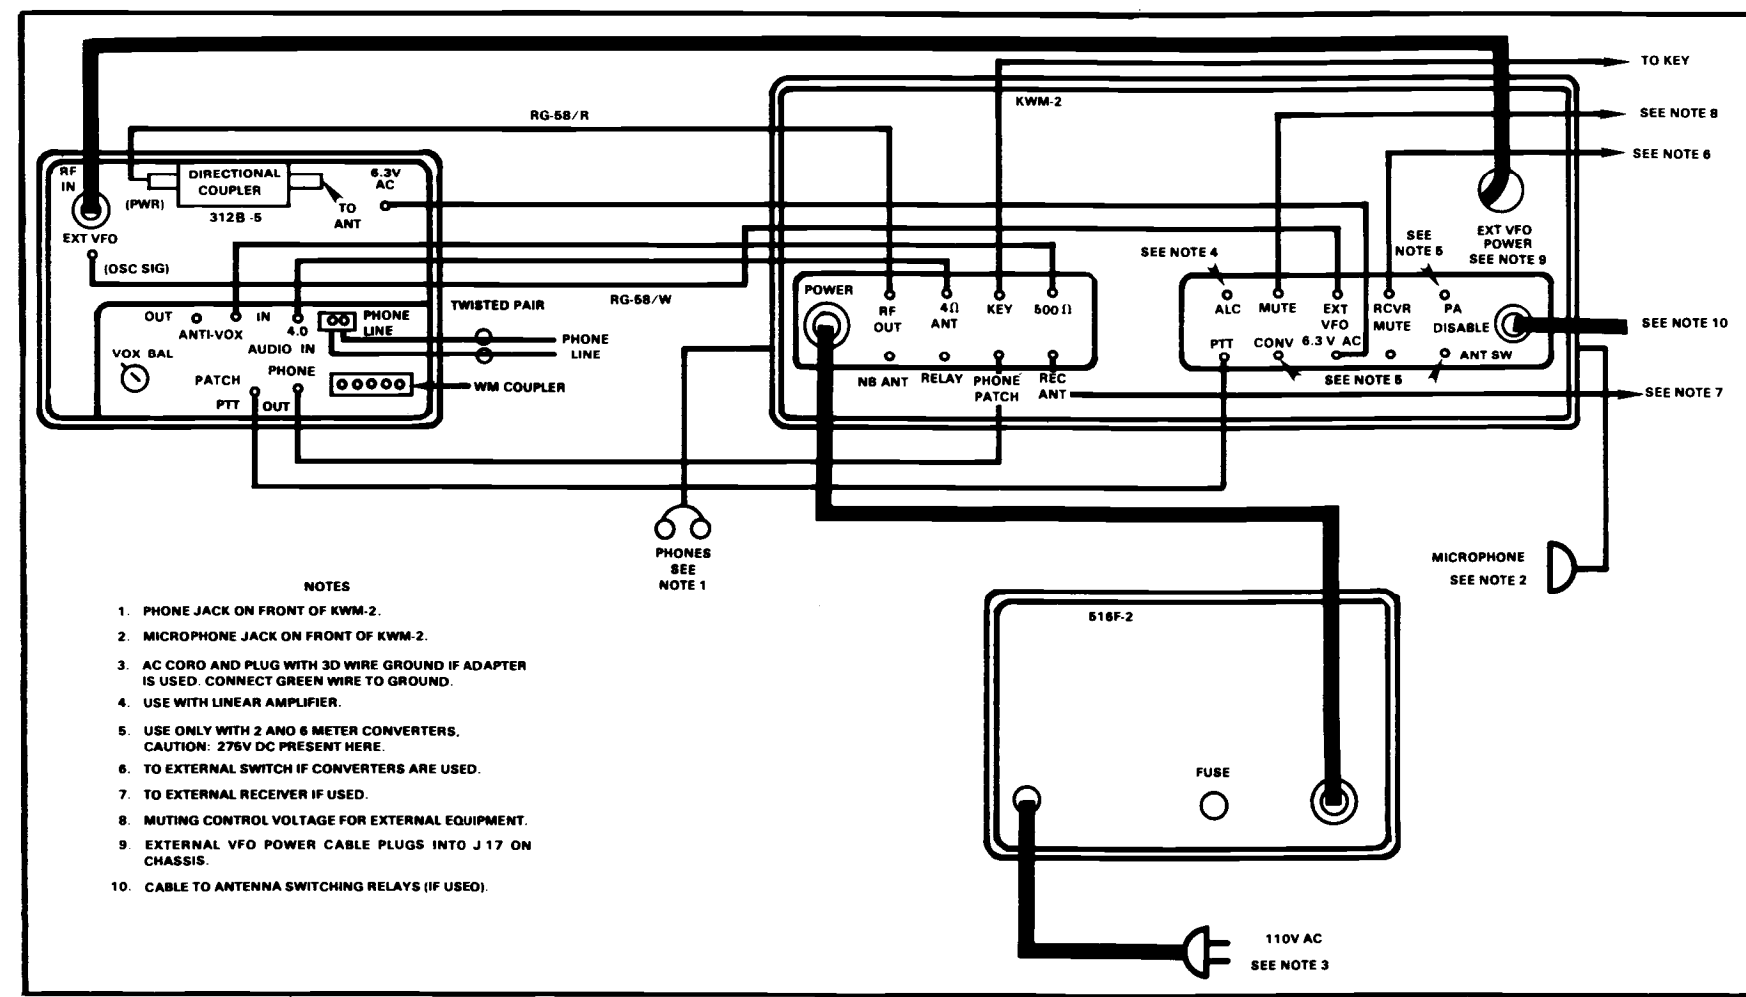 TO KEY
KWM-2
RG-58/R
SEE NOTE 8
SEE NOTE 6
RF
IN
DIRECTIONAL
COUPLER
(PWR)
312B -5
TO
ANT
6.3V
AC
EXT VFO
(OSC SIG)
EXT VFO
POWER
SEE NOTE 9
SEE
NOTE 5
SEE NOTE 4
RG-58/W
TWISTED PAIR
OUT
IN
ANTI-VOX
4.0
PHONE
LINE
AUDIO IN
PHONE
LINE
VOX BAL
PATCH
PHONE
PTT
OUT
WM COUPLER
POWER
RF
OUT
4Ω
ANT
KEY
500Ω
NB ANT
RELAY
PHONE
PATCH
REC
ANT
ALC
MUTE
EXT
VFO
RCVR
MUTE
PA
DISABLE
PTT
CONV
6.3 V AC
ANT SW
SEE NOTE 5
SEE NOTE 10
SEE NOTE 7
PHONES
SEE
NOTE 1
MICROPHONE
SEE NOTE 2
516F-2
FUSE
110V AC
SEE NOTE 3
NOTES
1. PHONE JACK ON FRONT OF KWM-2.
2. MICROPHONE JACK ON FRONT OF KWM-2.
3. AC CORO AND PLUG WITH 3D WIRE GROUND IF ADAPTER
IS USED. CONNECT GREEN WIRE TO GROUND.
4. USE WITH LINEAR AMPLIFIER.
5. USE ONLY WITH 2 ANO 6 METER CONVERTERS,
CAUTION: 275V DC PRESENT HERE.
6. TO EXTERNAL SWITCH IF CONVERTERS ARE USED.
7. TO EXTERNAL RECEIVER IF USED.
8. MUTING CONTROL VOLTAGE FOR EXTERNAL EQUIPMENT.
9. EXTERNAL VFO POWER CABLE PLUGS INTO J 17 ON
CHASSIS.
10. CABLE TO ANTENNA SWITCHING RELAYS (IF USEO).